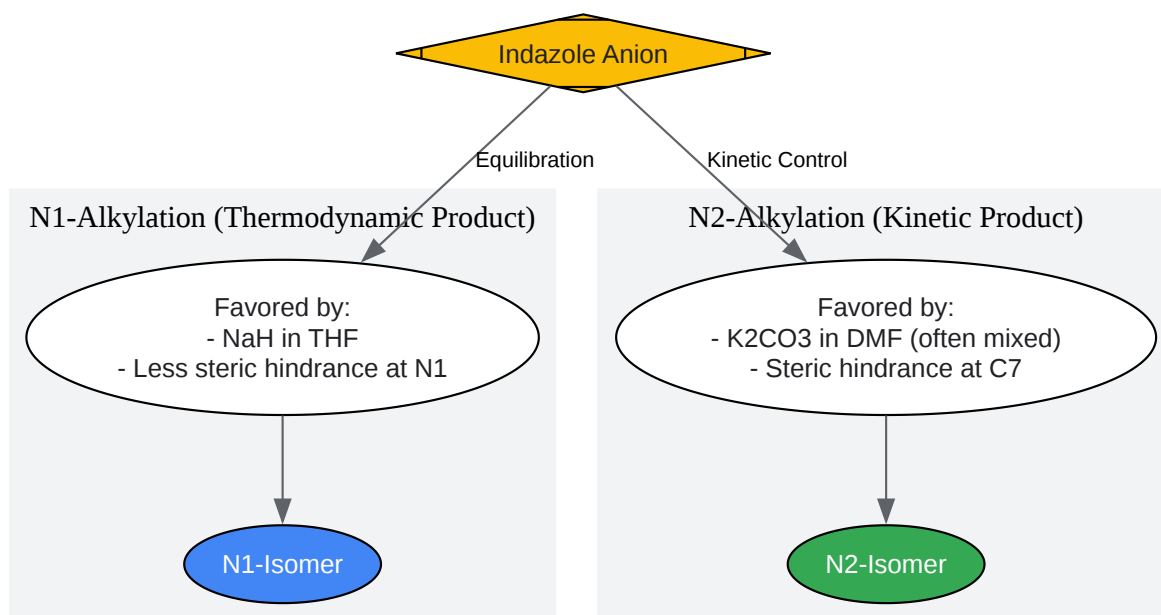 Indazole Anion
Equilibration
Kinetic Control
N1-Alkylation (Thermodynamic Product)
Favored by:
- NaH in THF
- Less steric hindrance at N1
N1-Isomer
N2-Alkylation (Kinetic Product)
Favored by:
- K2CO3 in DMF (often mixed)
- Steric hindrance at C7
N2-Isomer